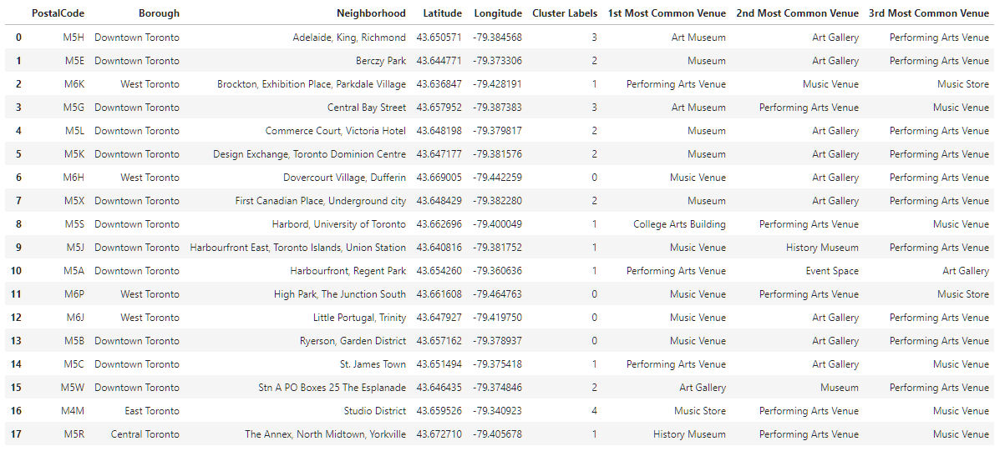 PostalCode Borough Neighborhood Latitude Longitude Cluster Labels 1st Most Common Venue 2nd Most Common Venue 3rd Most Common Venue
0 M5H Downtown Toronto Adelaide, King, Richmond 43.650571 -79.384568 3 Art Museum Art Gallery Performing Arts Venue
1 M5E Downtown Toronto Berczy Park 43.644771 -79.373306 2 Museum Art Gallery Performing Arts Venue
2 M6K West Toronto Brockton, Exhibition Place, Parkdale Village 43.636847 -79.428191 1 Performing Arts Venue Music Venue Music Store
3 M5G Downtown Toronto Central Bay Street 43.657952 -79.387383 3 Art Museum Performing Arts Venue Music Venue
4 M5L Downtown Toronto Commerce Court, Victoria Hotel 43.648198 -79.379817 2 Museum Art Gallery Performing Arts Venue
5 M5K Downtown Toronto Design Exchange, Toronto Dominion Centre 43.647177 -79.381576 2 Museum Art Gallery Performing Arts Venue
6 M6H West Toronto Dovercourt Village, Dufferin 43.669005 -79.442259 0 Music Venue Art Gallery Performing Arts Venue
7 M5X Downtown Toronto First Canadian Place, Underground city 43.648429 -79.382280 2 Museum Art Gallery Performing Arts Venue
8 M5S Downtown Toronto Harbord, University of Toronto 43.662696 -79.400049 1 College Arts Building Performing Arts Venue Music Venue
9 M5J Downtown Toronto Harbourfront East, Toronto Islands, Union Station 43.640816 -79.381752 1 Music Venue History Museum Performing Arts Venue
10 M5A Downtown Toronto Harbourfront, Regent Park 43.654260 -79.360636 1 Performing Arts Venue Event Space Art Gallery
11 M6P West Toronto High Park, The Junction South 43.661608 -79.464763 0 Music Venue Performing Arts Venue Music Store
12 M6J West Toronto Little Portugal, Trinity 43.647927 -79.419750 0 Music Venue Art Gallery Performing Arts Venue
13 M5B Downtown Toronto Ryerson, Garden District 43.657162 -79.378937 0 Music Venue Art Gallery Performing Arts Venue
14 M5C Downtown Toronto St. James Town 43.651494 -79.375418 1 Performing Arts Venue Art Gallery Music Venue
15 M5W Downtown Toronto Stn A PO Boxes 25 The Esplanade 43.646435 -79.374846 2 Art Gallery Museum Performing Arts Venue
16 M4M East Toronto Studio District 43.659526 -79.340923 4 Music Store Performing Arts Venue Music Venue
17 M5R Central Toronto The Annex, North Midtown, Yorkville 43.672710 -79.405678 1 History Museum Performing Arts Venue Music Venue